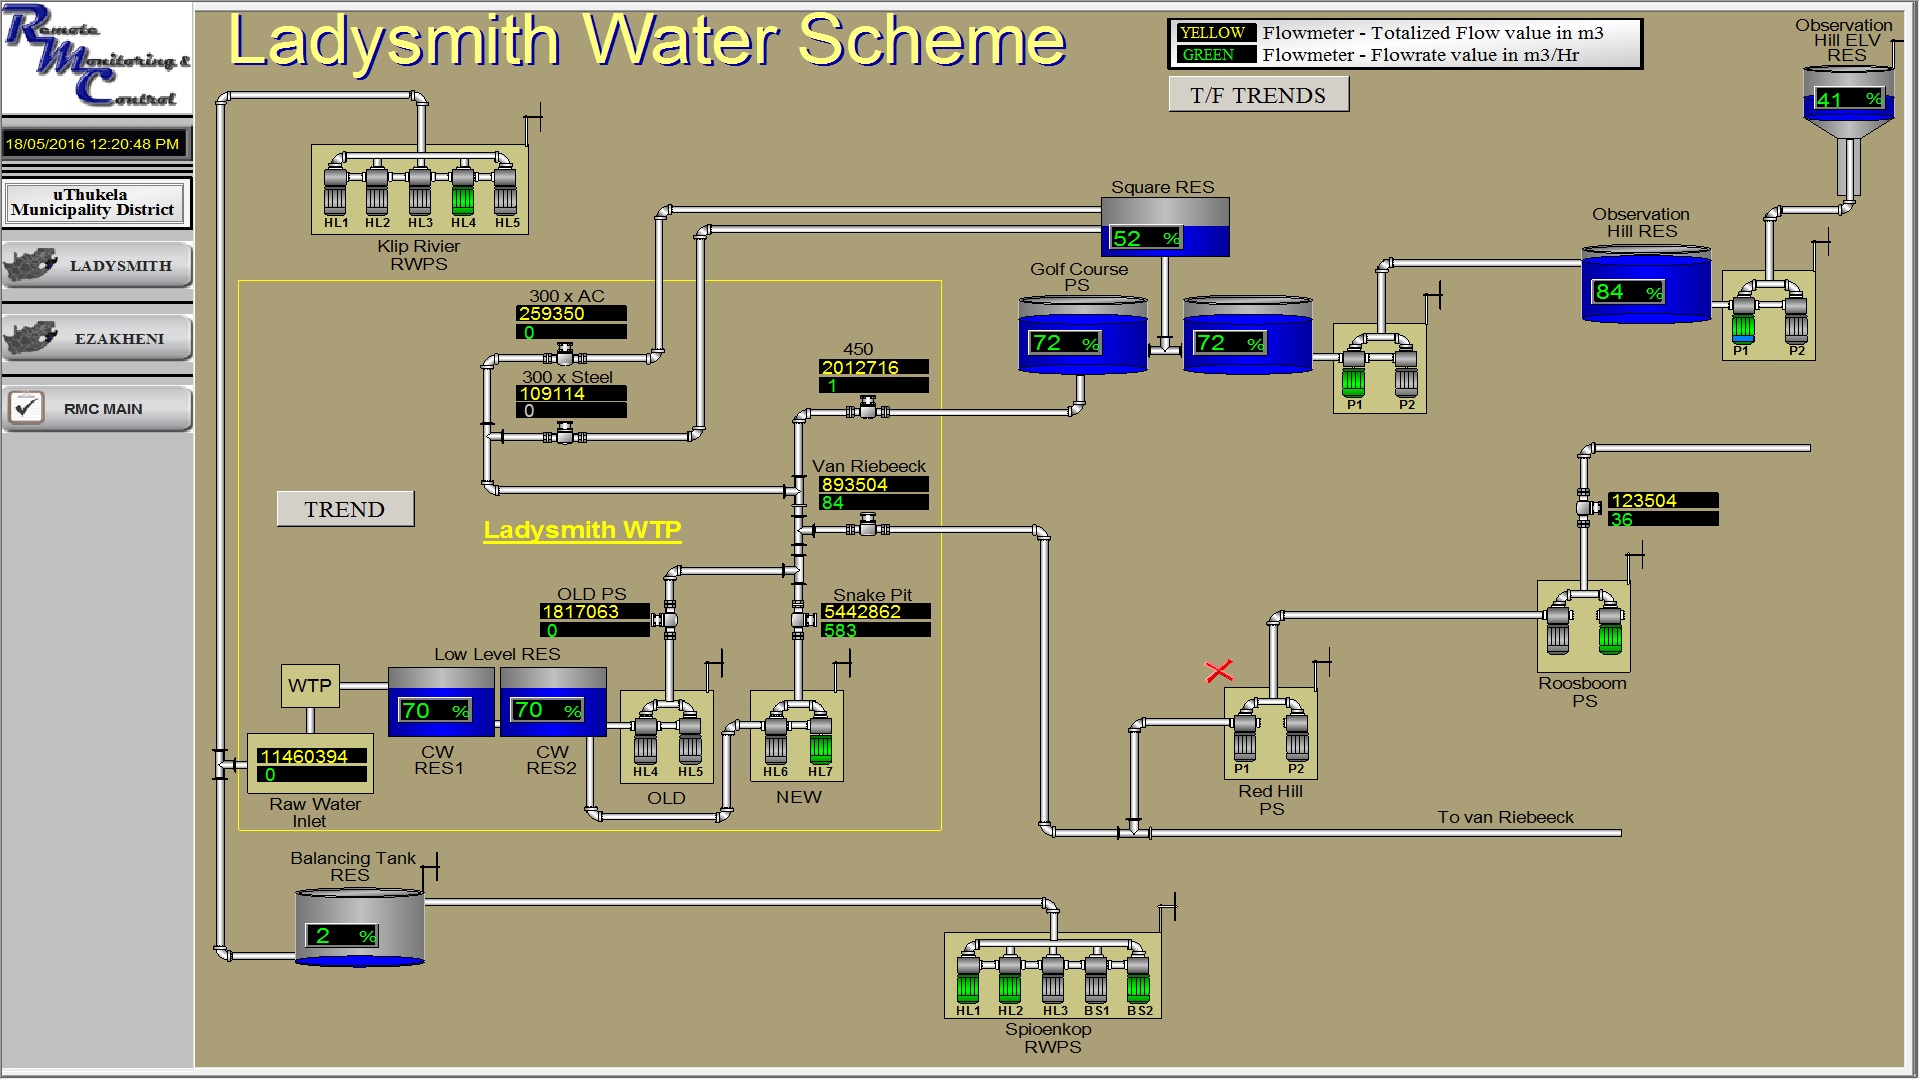 Remote
Monitoring &
Control
18/05/2016 12:20:48 PM
uThukela
Municipality District
LADYSMITH
EZAKHENI
RMC MAIN
Ladysmith Water Scheme
YELLOW Flowmeter - Totalized Flow value in m3
GREEN Flowmeter - Flowrate value in m3/Hr
T/F TRENDS
Observation
Hill ELV
RES
41 %
HL1 HL2 HL3 HL4 HL5
Klip Rivier
RWPS
Square RES
52 %
Golf Course
PS
72 %
72 %
P1 P2
Observation
Hill RES
84 %
P1 P2
300 x AC
259350
0
300 x Steel
109114
0
450
2012716
1
Van Riebeeck
893504
84
TREND
Ladysmith WTP
OLD PS
1817063
0
Snake Pit
5442862
583
123504
36
Roosboom
PS
Low Level RES
WTP
70 %
70 %
CW
RES1
CW
RES2
HL4 HL5
OLD
HL6 HL7
NEW
11460394
0
Raw Water
Inlet
P1 P2
Red Hill
PS
To van Riebeeck
Balancing Tank
RES
2 %
HL1 HL2 HL3 BS1 BS2
Spioenkop
RWPS